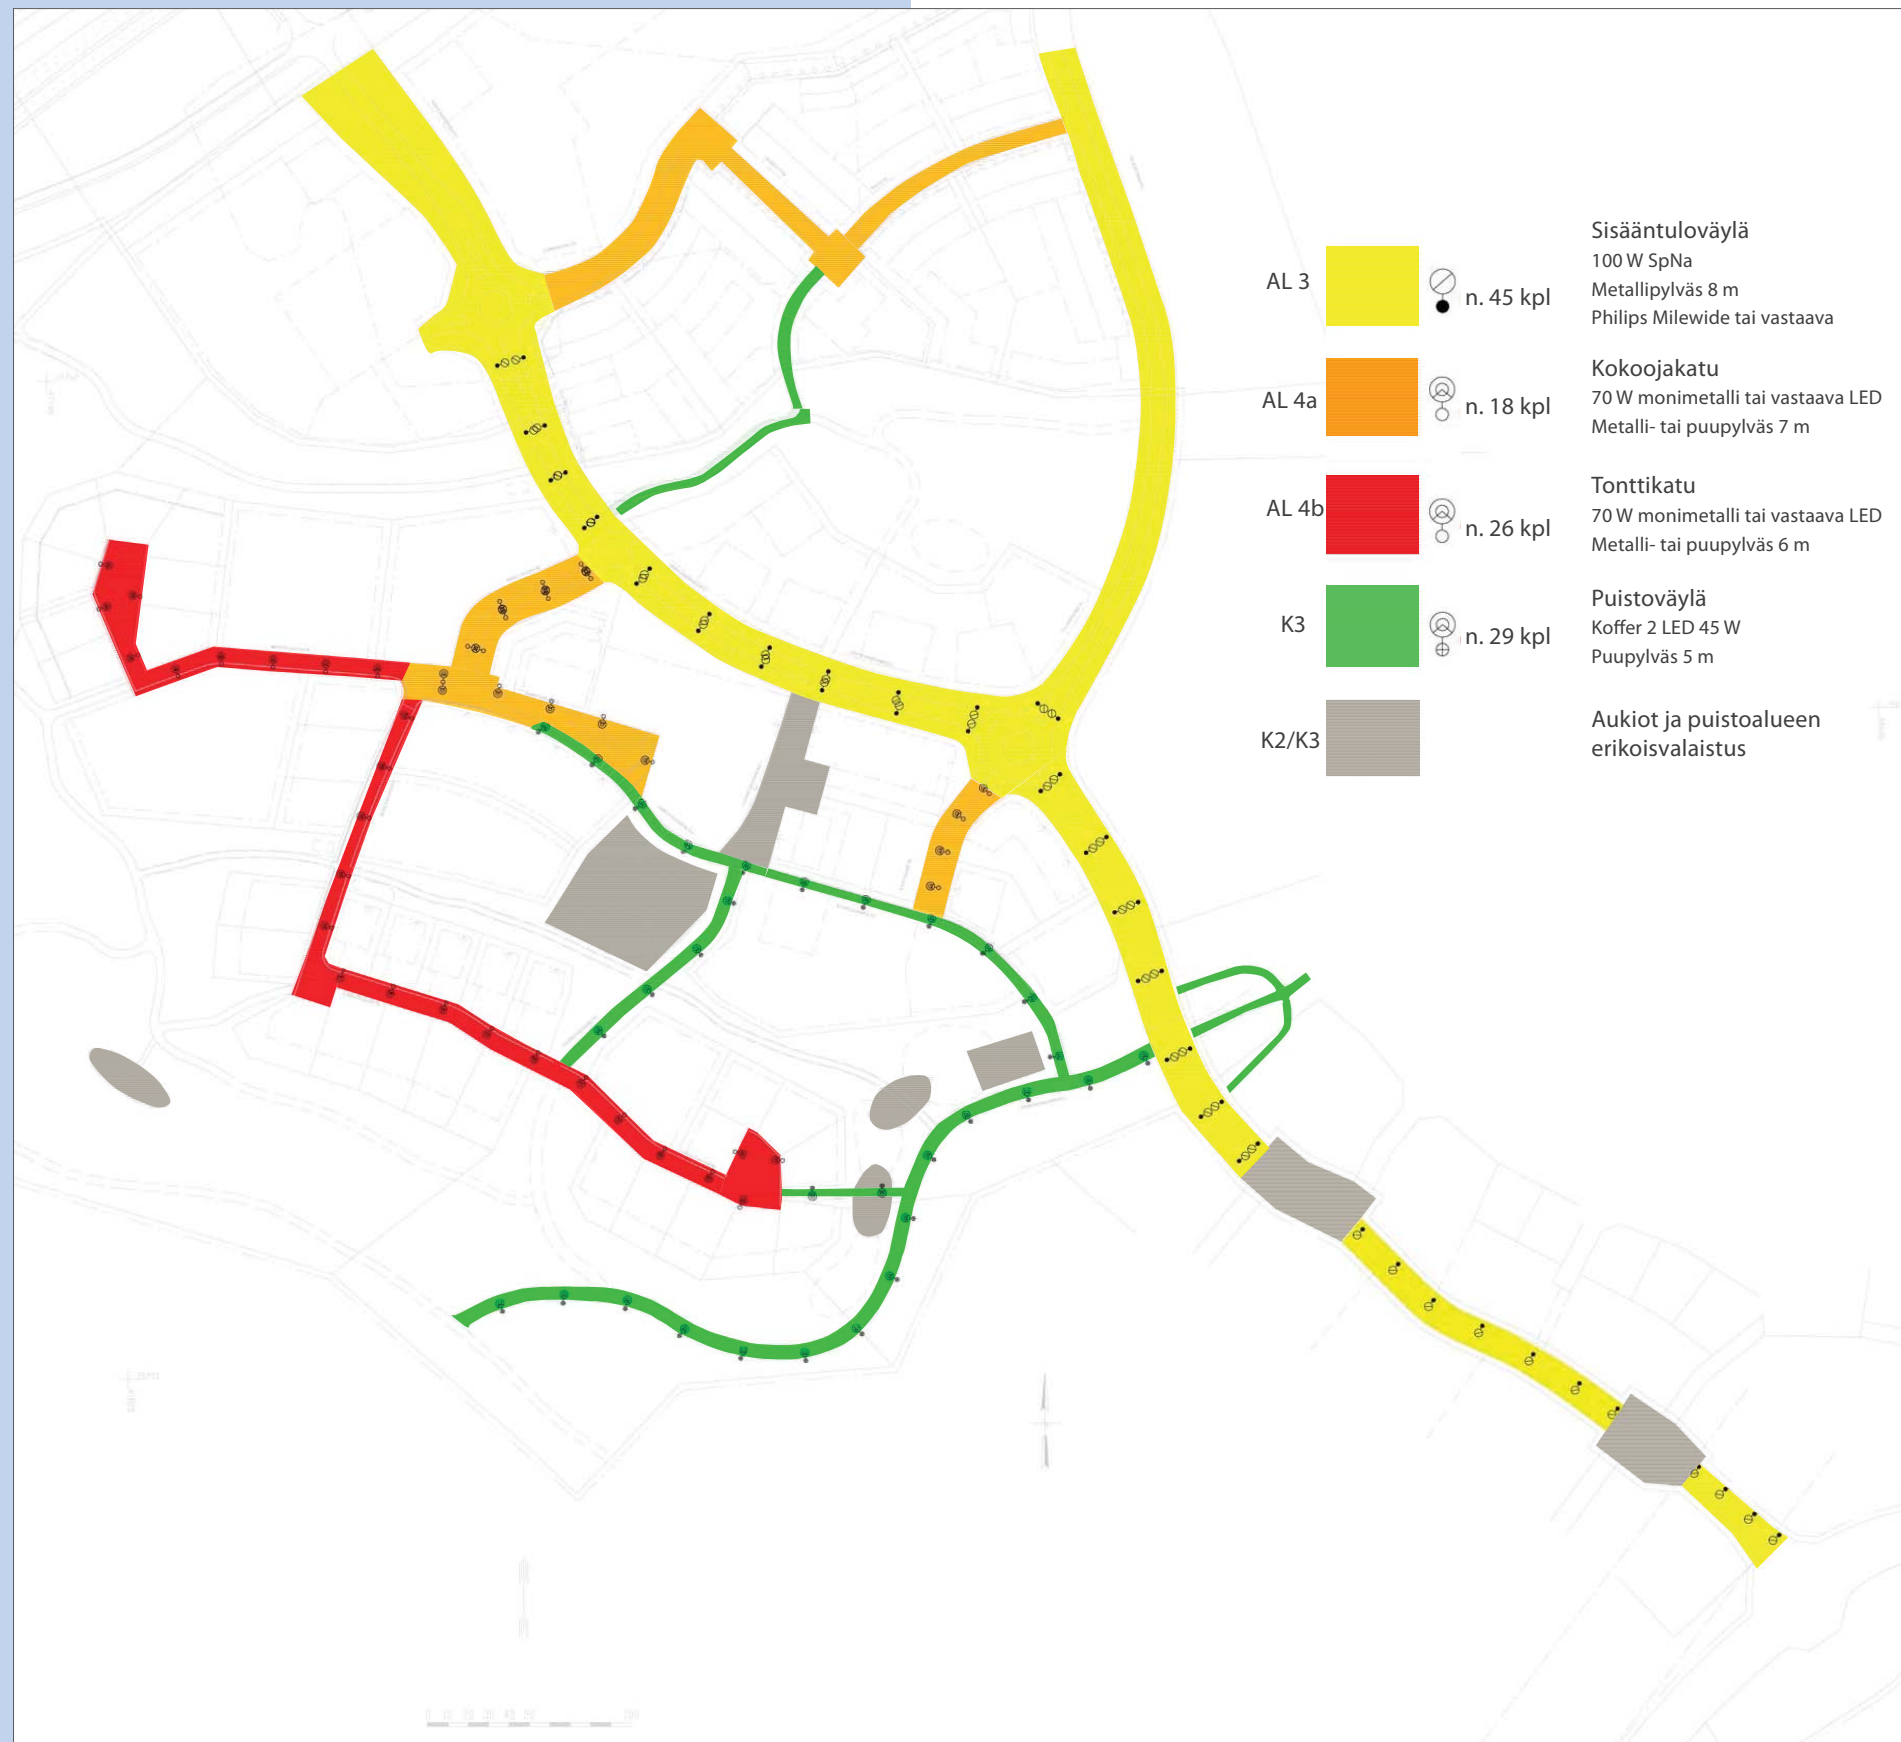 AL 3
n. 45 kpl
Sisääntuloväylä
100 W SpNa
Metallipylväs 8 m
Philips Milewide tai vastaava
AL 4a
n. 18 kpl
Kokoojakatu
70 W monimetalli tai vastaava LED
Metalli- tai puupylväs 7 m
AL 4b
n. 26 kpl
Tonttikatu
70 W monimetalli tai vastaava LED
Metalli- tai puupylväs 6 m
K3
n. 29 kpl
Puistoväylä
Koffer 2 LED 45 W
Puupylväs 5 m
K2/K3
Aukiot ja puistoalueen
erikoisvalaistus